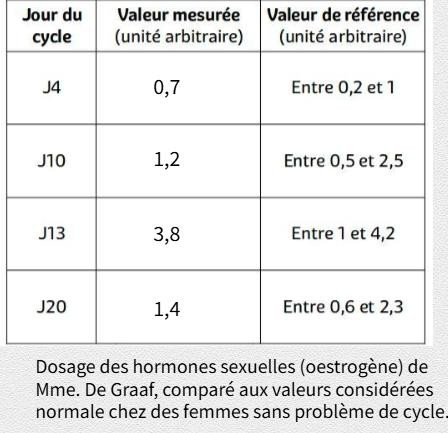 Jour du cycle | Valeur mesurée (unité arbitraire) | Valeur de référence (unité arbitraire)
J4 | 0,7 | Entre 0,2 et 1
J10 | 1,2 | Entre 0,5 et 2,5
J13 | 3,8 | Entre 1 et 4,2
J20 | 1,4 | Entre 0,6 et 2,3
Dosage des hormones sexuelles (oestrogène) de
Mme. De Graaf, comparé aux valeurs considérées
normale chez des femmes sans problème de cycle.